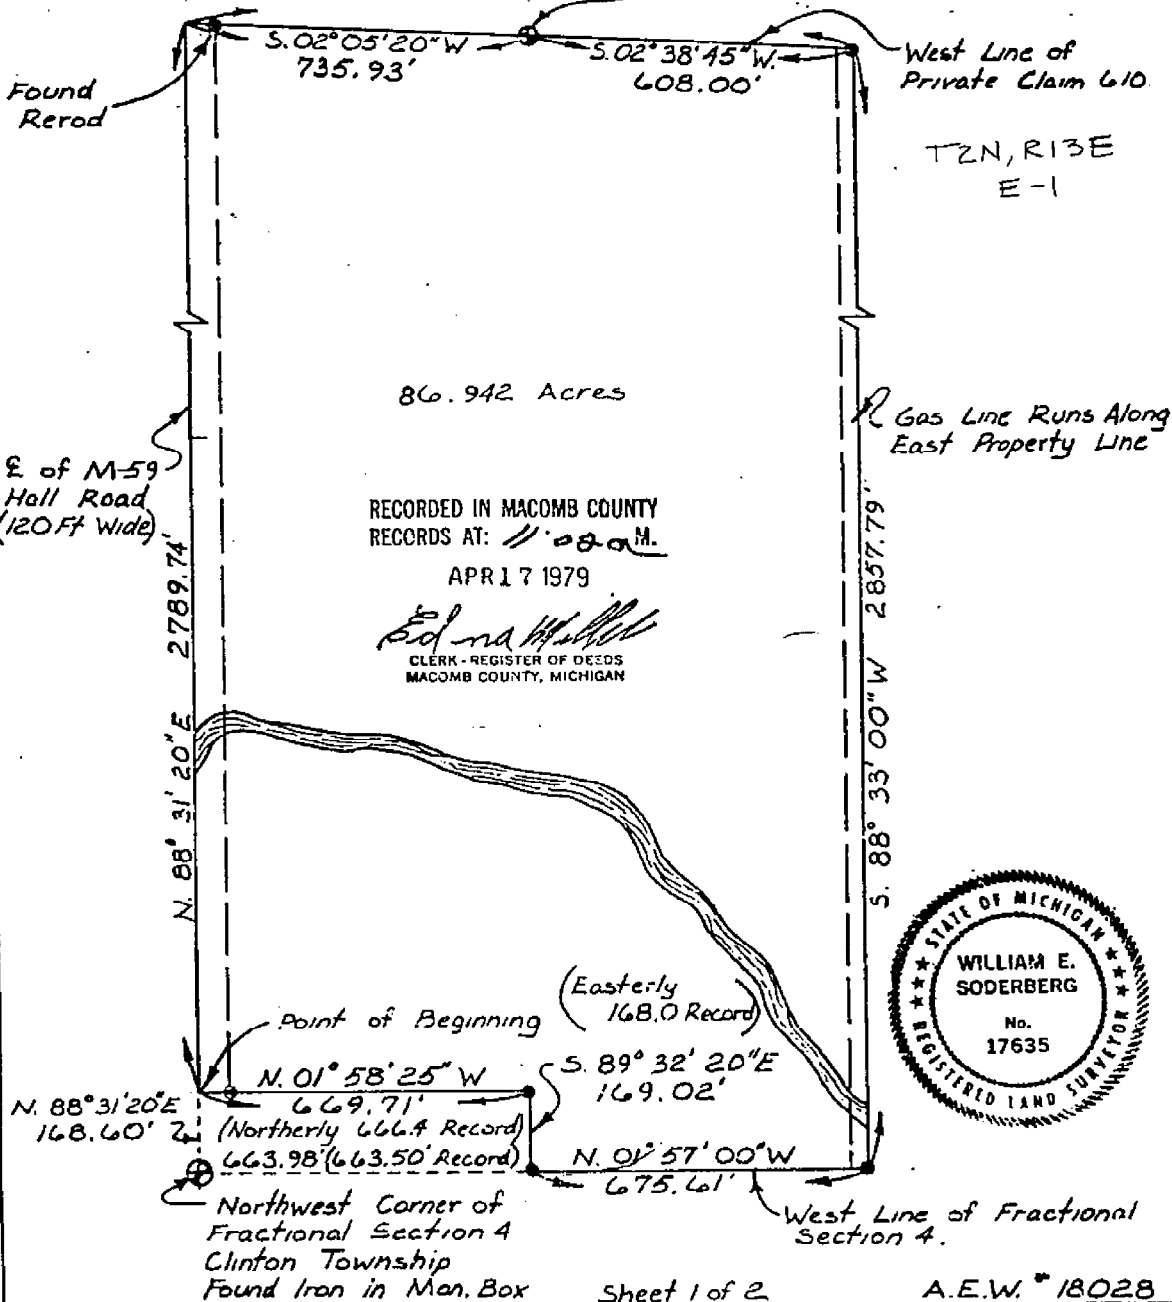 S. 02° 05' 20" W
735.93'
S. 02° 38' 45" W.
608.00'
West Line of
Private Claim 610
Found
Rerod
T2N, R13E
E-1
86.942 Acres
Gas Line Runs Along
East Property Line
℄ of M-59
Hall Road
(120 Ft Wide)
N. 88° 31' 20" E 2789.74'
S. 88° 33' 00" W 2857.79'
RECORDED IN MACOMB COUNTY
RECORDS AT: M.
APR 17 1979
Edna
CLERK - REGISTER OF DEEDS
MACOMB COUNTY, MICHIGAN
STATE OF MICHIGAN
WILLIAM E.
SODERBERG
No.
17635
REGISTERED LAND SURVEYOR
(Easterly
168.0 Record)
Point of Beginning
S. 89° 32' 20" E
169.02'
N. 01° 58' 25" W
669.71'
(Northerly 666.4 Record)
663.98' (663.50' Record)
N. 88° 31' 20" E
168.60'
N. 01° 57' 00" W
675.61'
Northwest Corner of
Fractional Section 4
Clinton Township
Found Iron in Mon. Box
West Line of Fractional
Section 4.
Sheet 1 of 2
A.E.W. # 18028